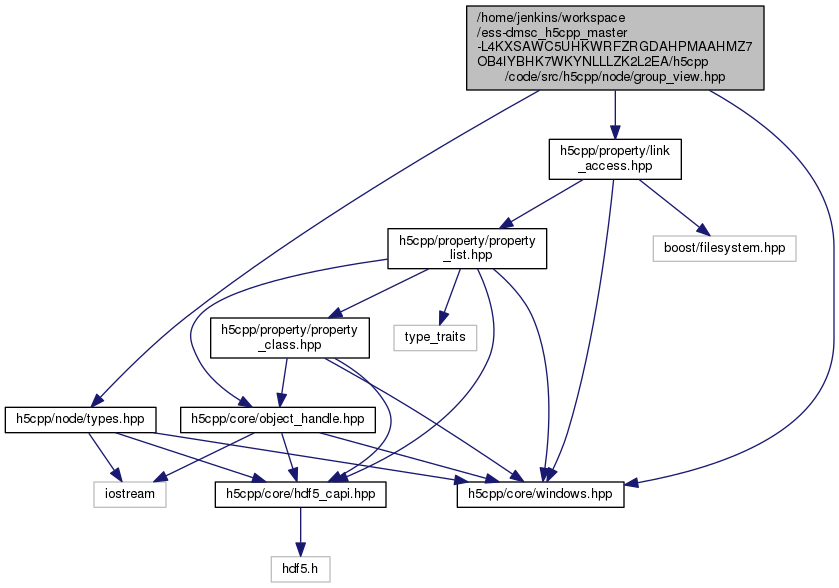 /home/jenkins/workspace
/ess-dmsc_h5cpp_master
-L4KXSAWC5UHKWRFZRGDAHPMAAHMZ7
OB4IYBHK7WKYNLLLZK2L2EA/h5cpp
/code/src/h5cpp/node/group_view.hpp
h5cpp/property/link
_access.hpp
h5cpp/property/property
_list.hpp
boost/filesystem.hpp
h5cpp/property/property
_class.hpp
type_traits
h5cpp/node/types.hpp
h5cpp/core/object_handle.hpp
iostream
h5cpp/core/hdf5_capi.hpp
h5cpp/core/windows.hpp
hdf5.h